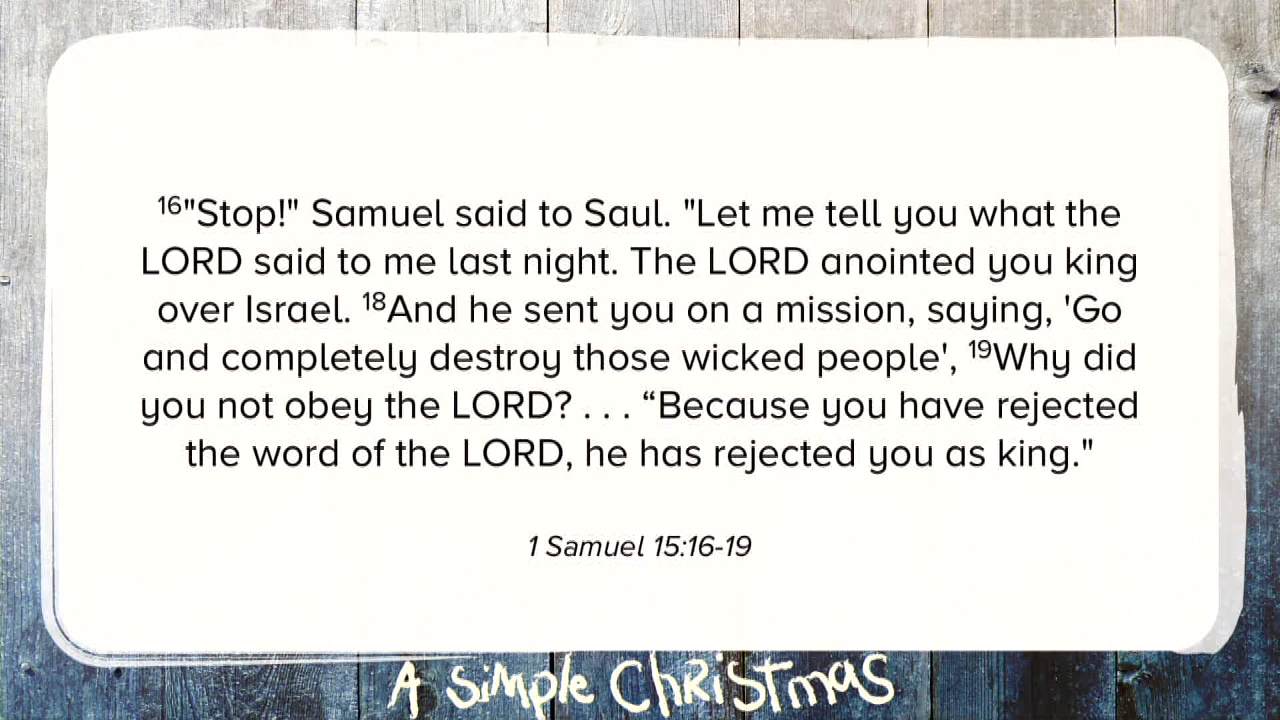 ¹⁶"Stop!" Samuel said to Saul. "Let me tell you what the
LORD said to me last night. The LORD anointed you king
over Israel. ¹⁸And he sent you on a mission, saying, 'Go
and completely destroy those wicked people', ¹⁹Why did
you not obey the LORD? . . . “Because you have rejected
the word of the LORD, he has rejected you as king."
1 Samuel 15:16-19
A Simple Christmas